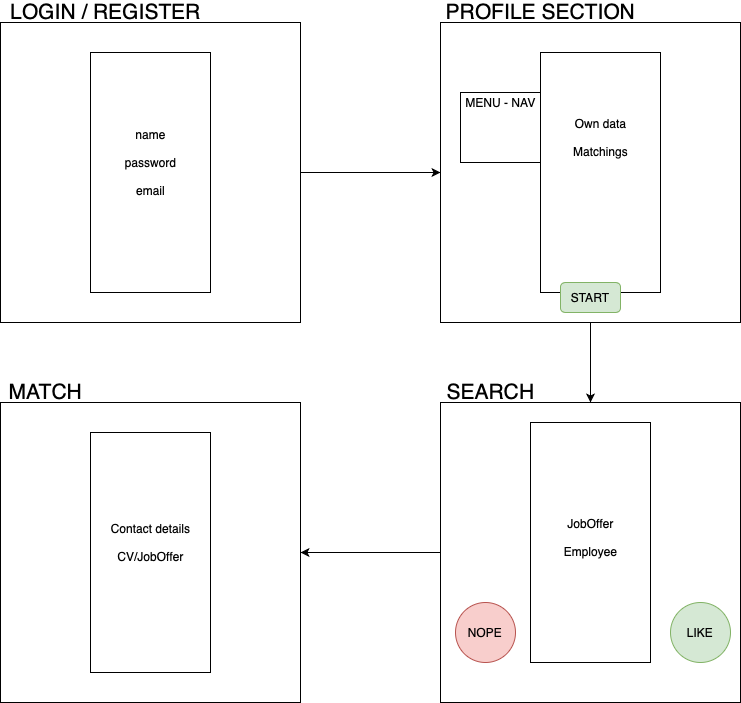 LOGIN / REGISTER
name
password
email
PROFILE SECTION
MENU - NAV
Own data
Matchings
START
MATCH
Contact details
CV/JobOffer
SEARCH
JobOffer
Employee
NOPE
LIKE